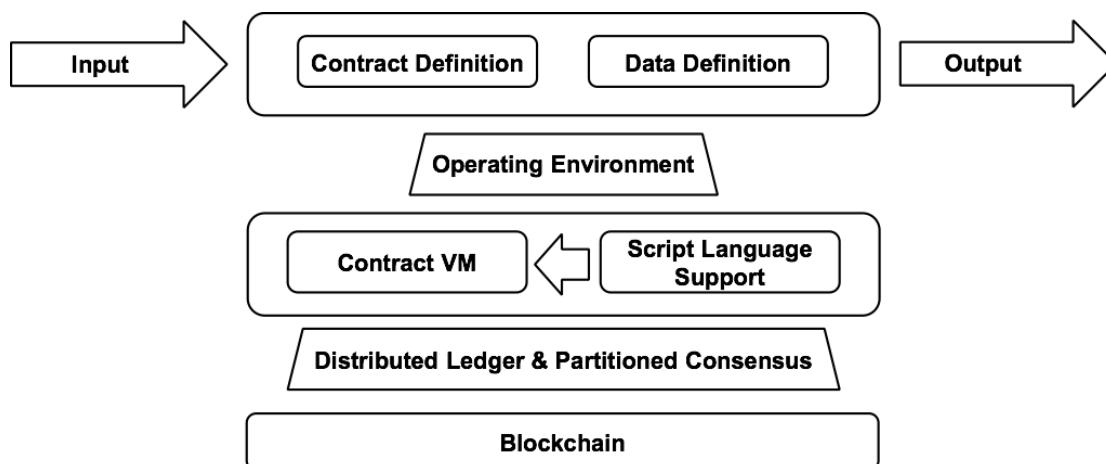 Input
Contract Definition
Data Definition
Output
Operating Environment
Contract VM
Script Language
Support
Distributed Ledger & Partitioned Consensus
Blockchain